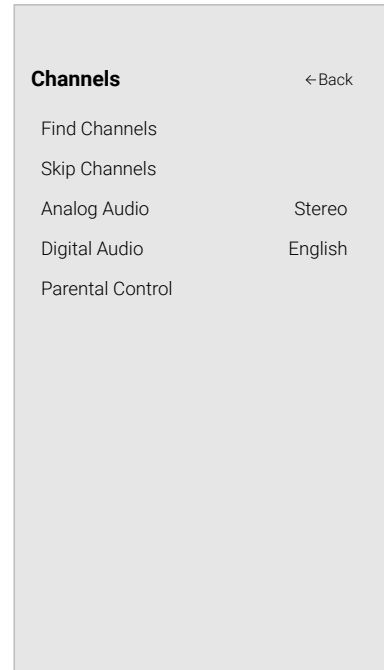 Channels ←Back
Find Channels
Skip Channels
Analog Audio Stereo
Digital Audio English
Parental Control